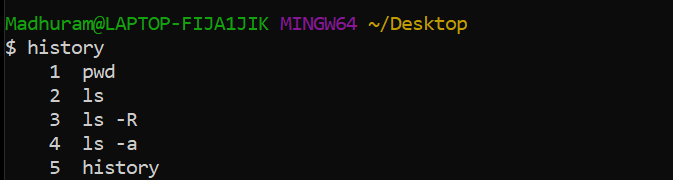 Madhuram@LAPTOP-FIJA1JIK MINGW64 ~/Desktop
$ history
    1  pwd
    2  ls
    3  ls -R
    4  ls -a
    5  history